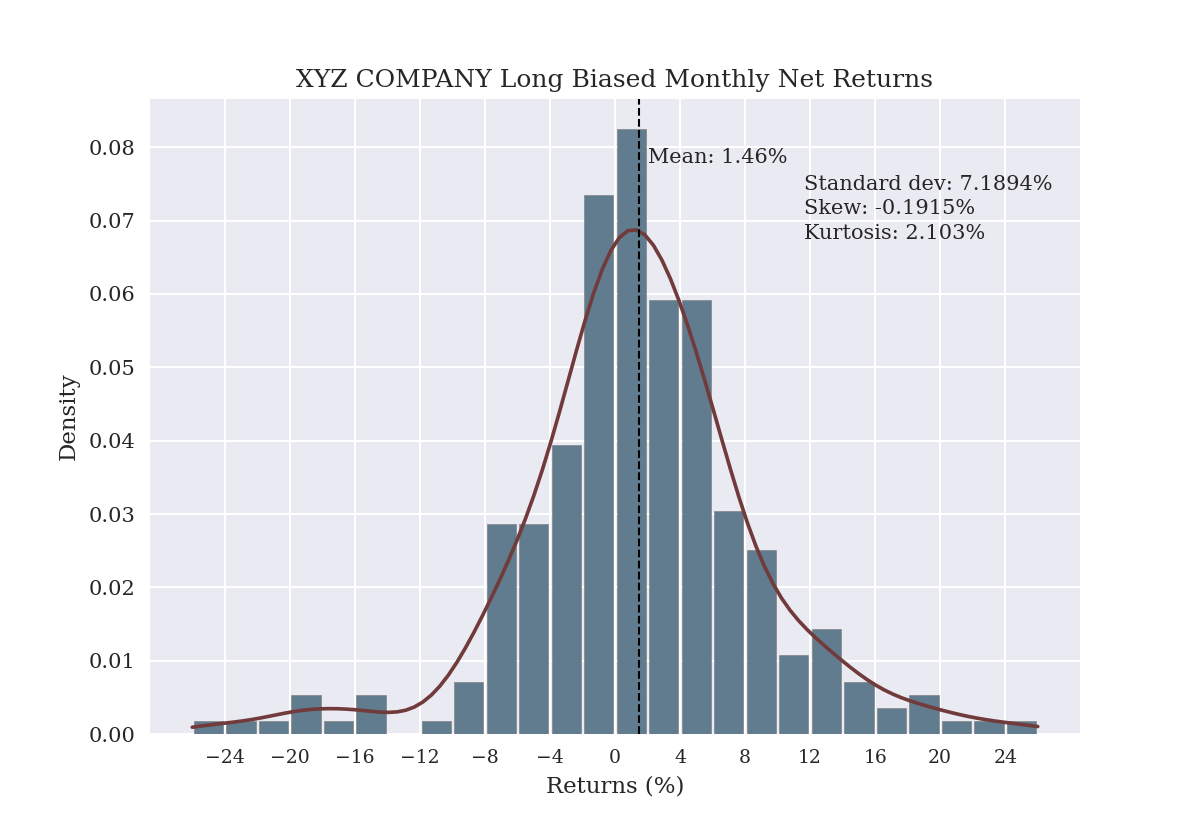 XYZ COMPANY Long Biased Monthly Net Returns
0.08
0.07
0.06
0.05
0.04
0.03
0.02
0.01
0.00
Density
Mean: 1.46%
Standard dev: 7.1894%
Skew: -0.1915%
Kurtosis: 2.103%
−24 −20 −16 −12 −8 −4 0 4 8 12 16 20 24
Returns (%)